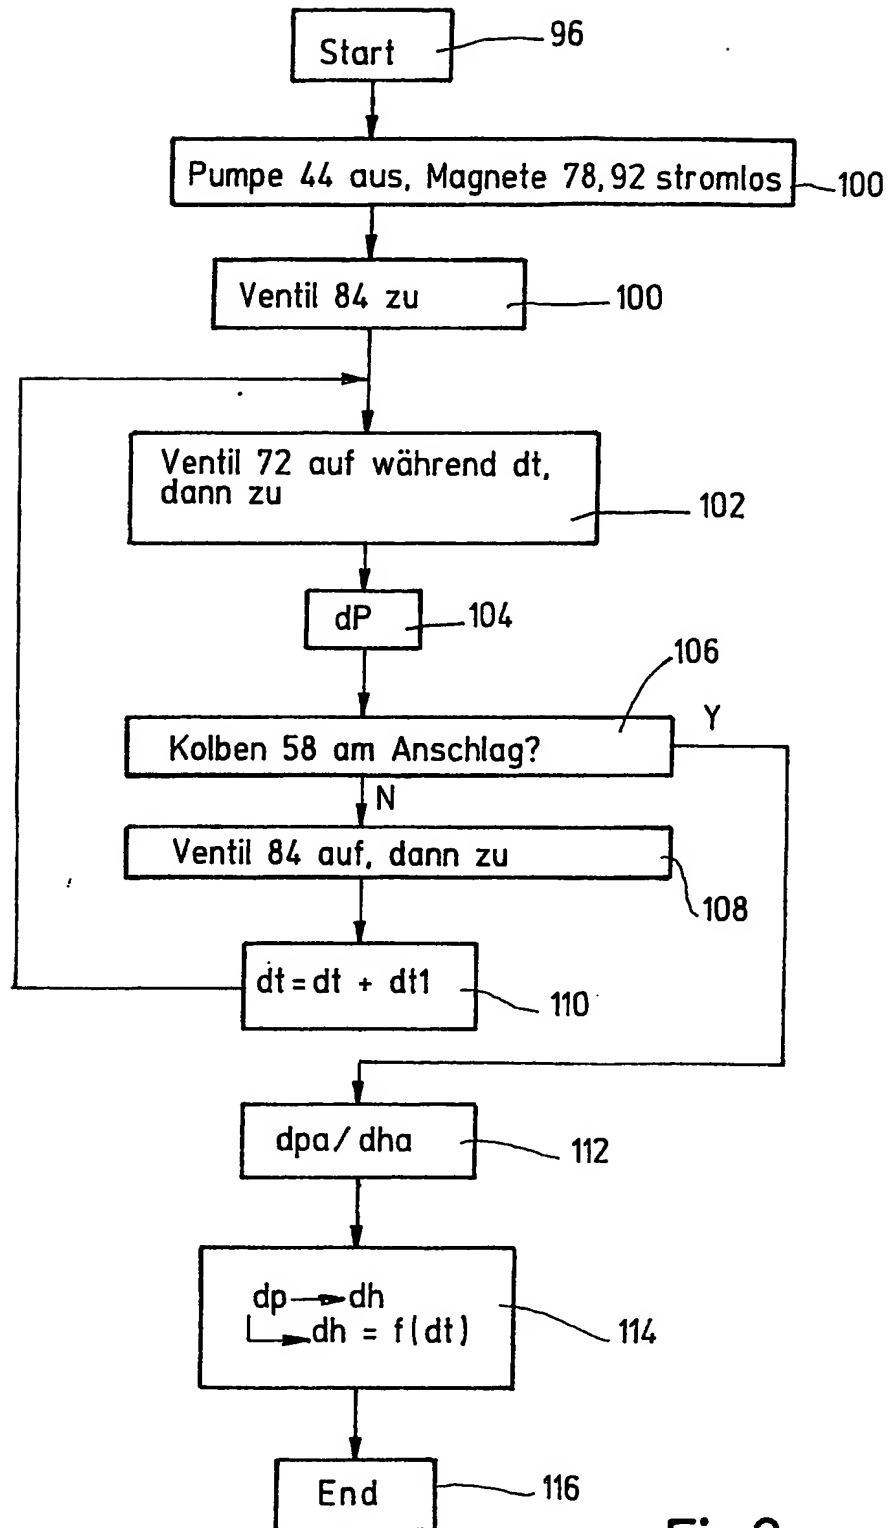 Start
96
Pumpe 44 aus, Magnete 78,92 stromlos
100
Ventil 84 zu
100
Ventil 72 auf während dt,
dann zu
102
dP
104
106
Kolben 58 am Anschlag?
Y
N
Ventil 84 auf, dann zu
108
dt = dt + dt1
110
dpa/dha
112
dp → dh
dh = f(dt)
114
End
116